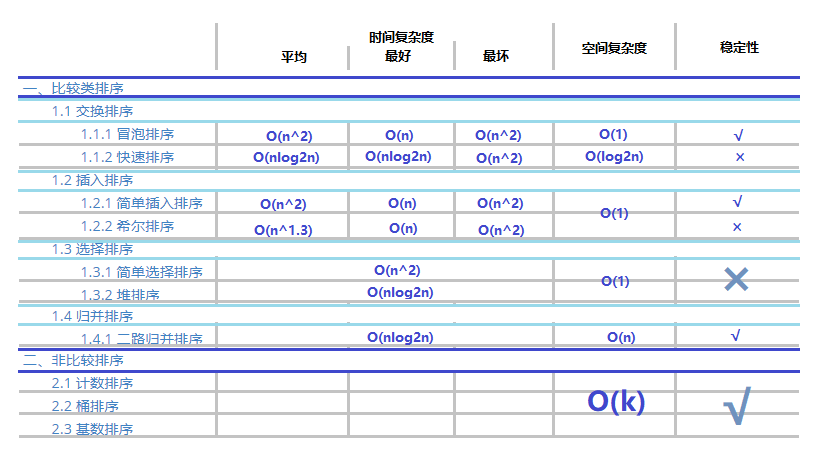 时间复杂度
平均 最好 最坏 空间复杂度 稳定性
一、比较类排序
1.1 交换排序
1.1.1 冒泡排序 O(n^2) O(n) O(n^2) O(1) √
1.1.2 快速排序 O(nlog2n) O(nlog2n) O(n^2) O(log2n) ×
1.2 插入排序
1.2.1 简单插入排序 O(n^2) O(n) O(n^2) √
O(1)
1.2.2 希尔排序 O(n^1.3) O(n) O(n^2) ×
1.3 选择排序
1.3.1 简单选择排序 O(n^2) ×
O(1)
1.3.2 堆排序 O(nlog2n)
1.4 归并排序
1.4.1 二路归并排序 O(nlog2n) O(n) √
二、非比较排序
2.1 计数排序
2.2 桶排序 O(k) √
2.3 基数排序